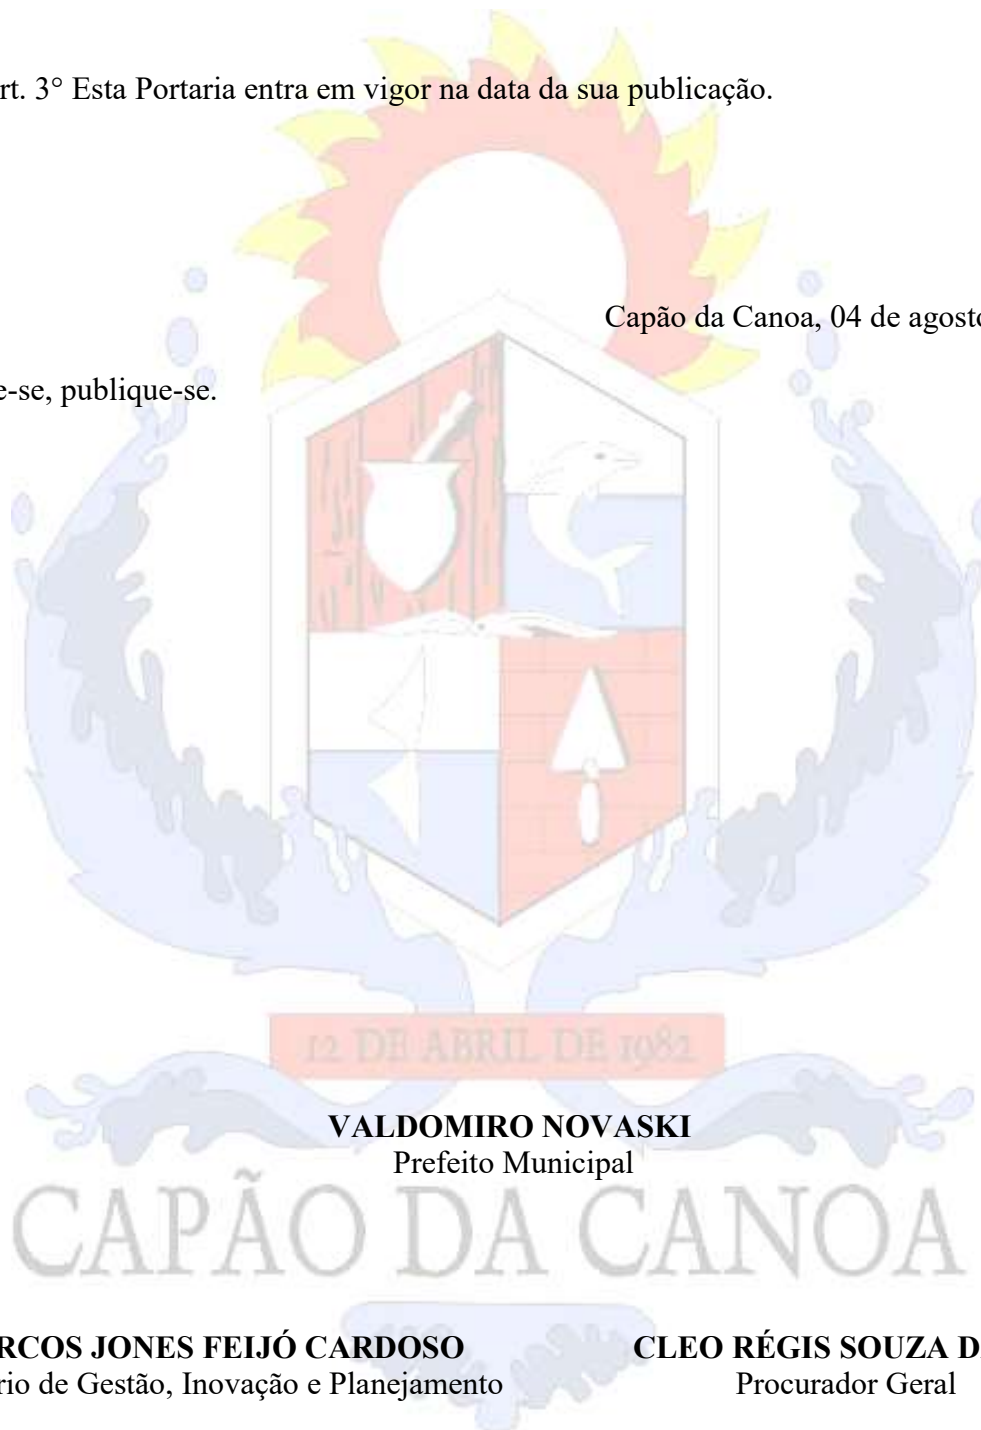 rt. 3° Esta Portaria entra em vigor na data da sua publicação.
Capão da Canoa, 04 de agosto
e-se, publique-se.
12 DE ABRIL DE 1982
VALDOMIRO NOVASKI
Prefeito Municipal
CAPÃO DA CANOA
RCOS JONES FEIJÓ CARDOSO
CLEO RÉGIS SOUZA D
rio de Gestão, Inovação e Planejamento
Procurador Geral